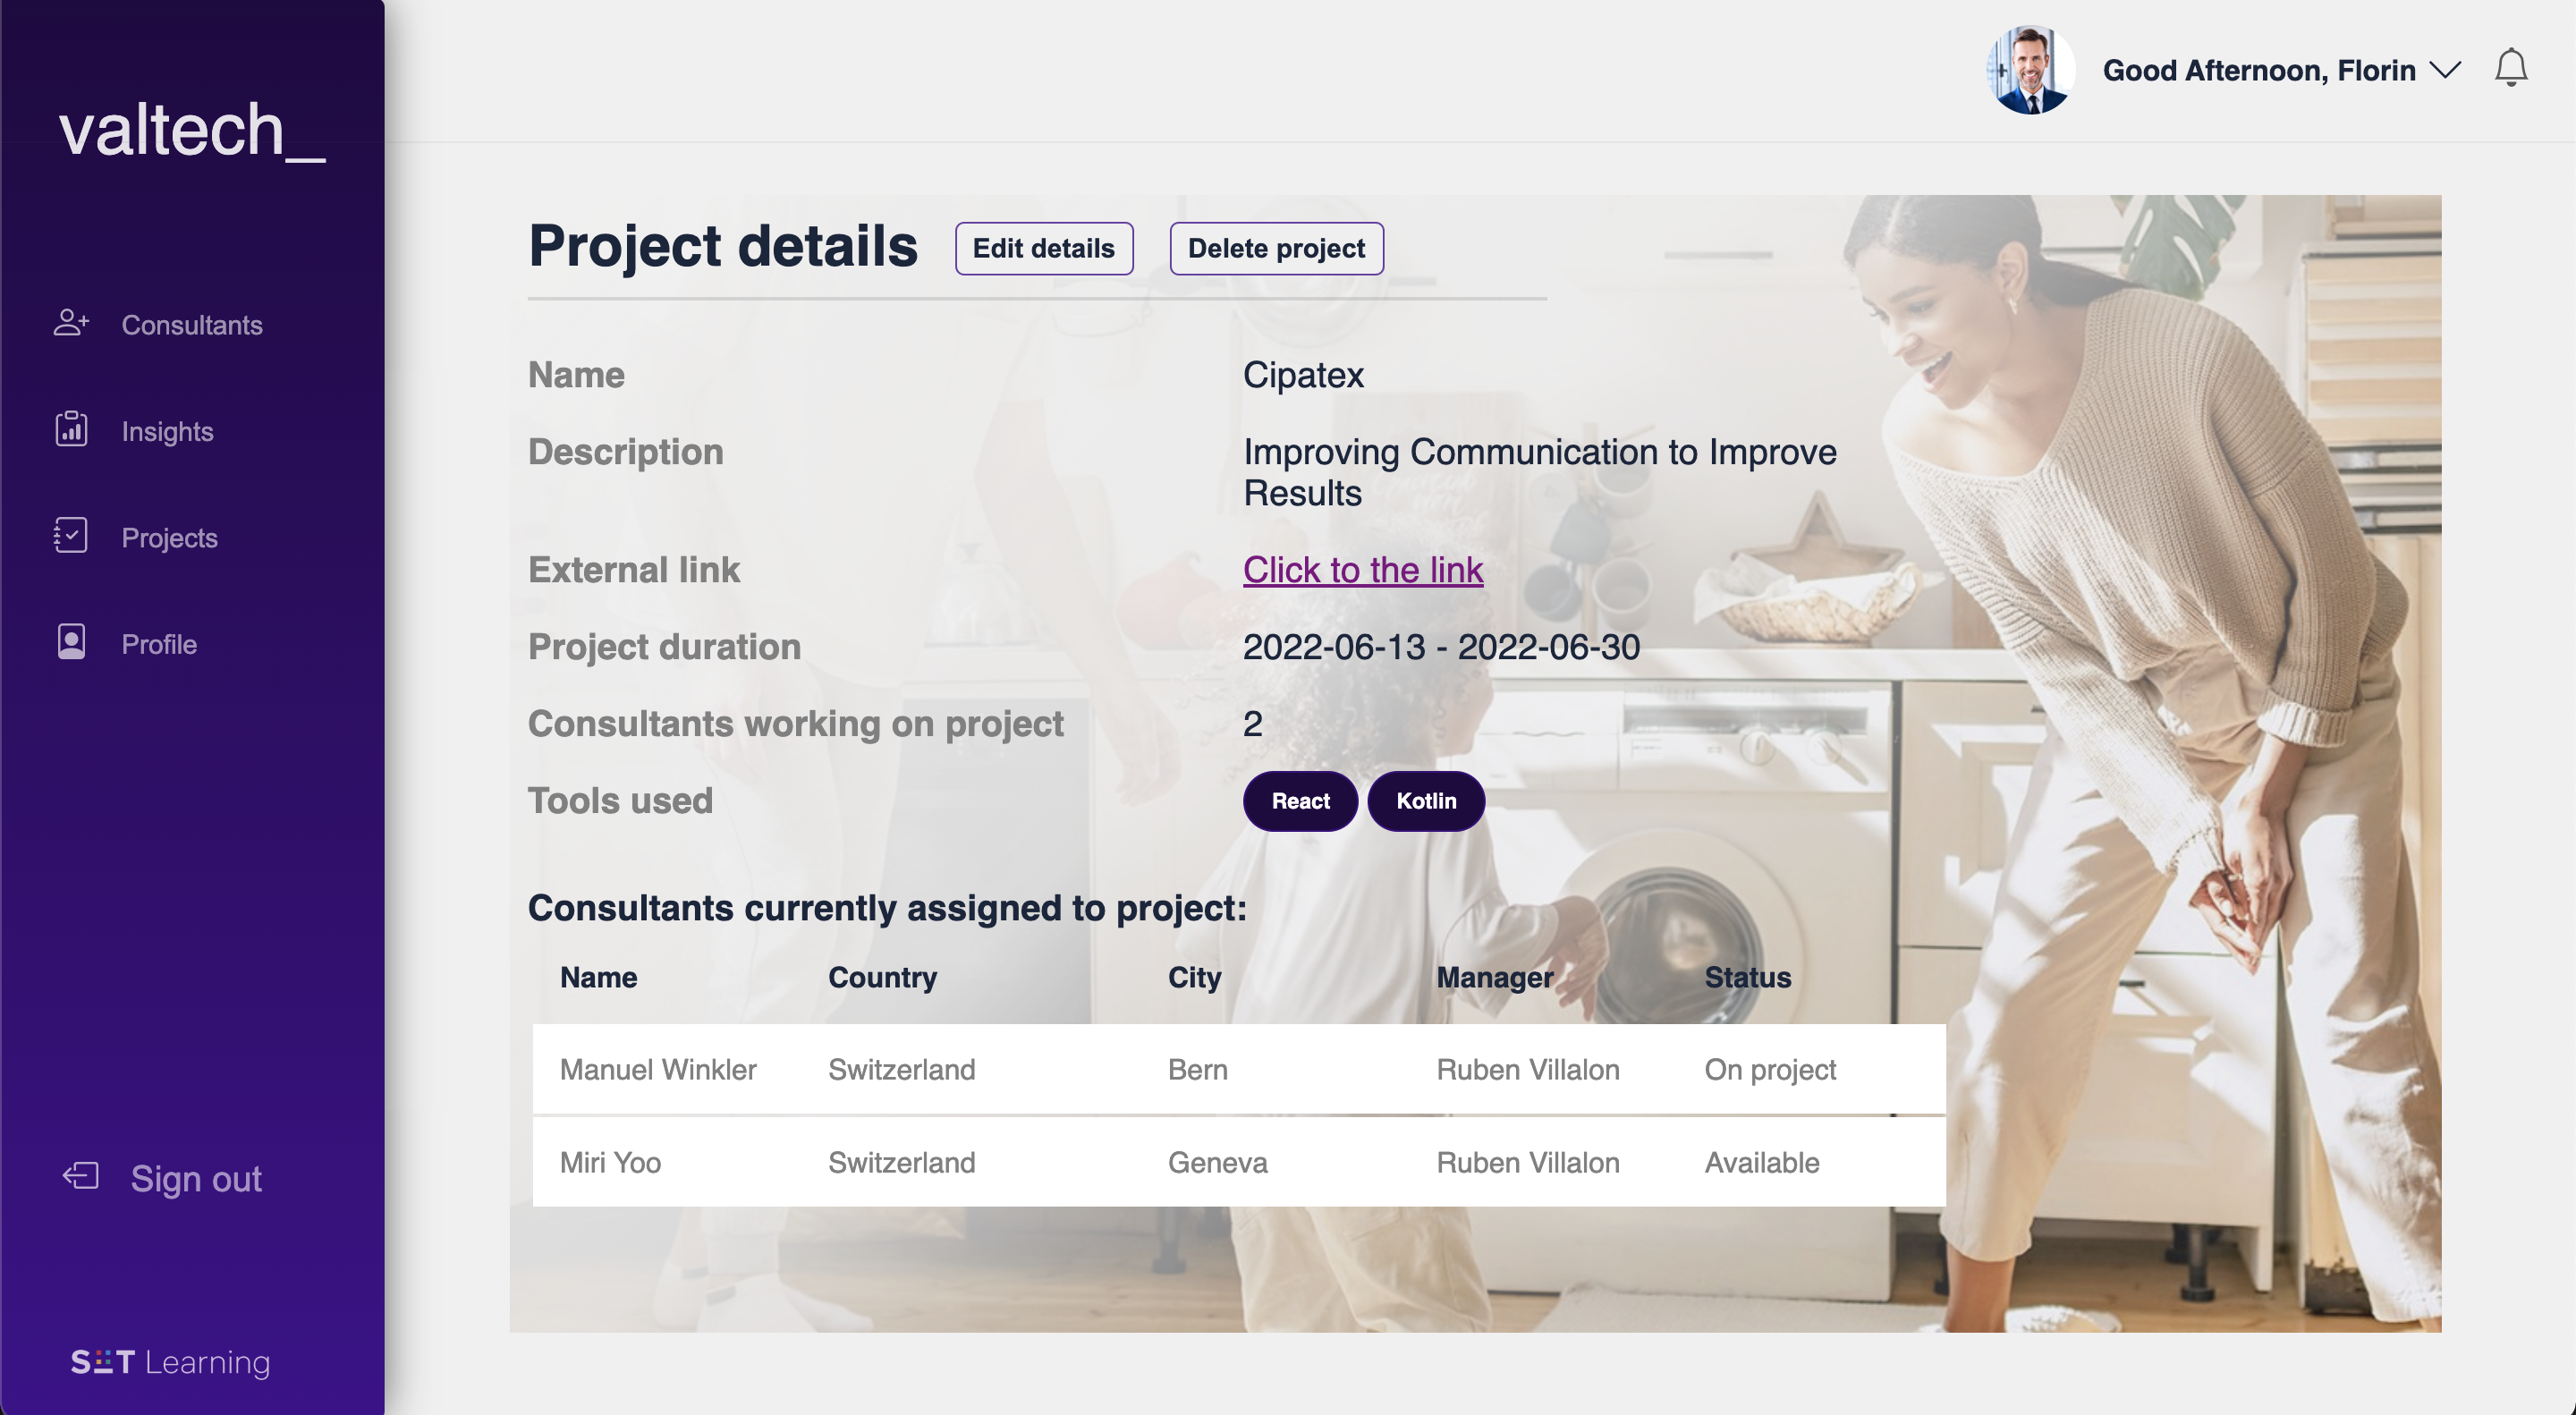 valtech_
Good Afternoon, Florin
Consultants
Insights
Projects
Profile
Sign out
SET Learning
Project details
Edit details
Delete project
Name Cipatex
Description Improving Communication to Improve
Results
External link Click to the link
Project duration 2022-06-13 - 2022-06-30
Consultants working on project 2
Tools used React Kotlin
Consultants currently assigned to project:
Name Country City Manager Status
Manuel Winkler Switzerland Bern Ruben Villalon On project
Miri Yoo Switzerland Geneva Ruben Villalon Available